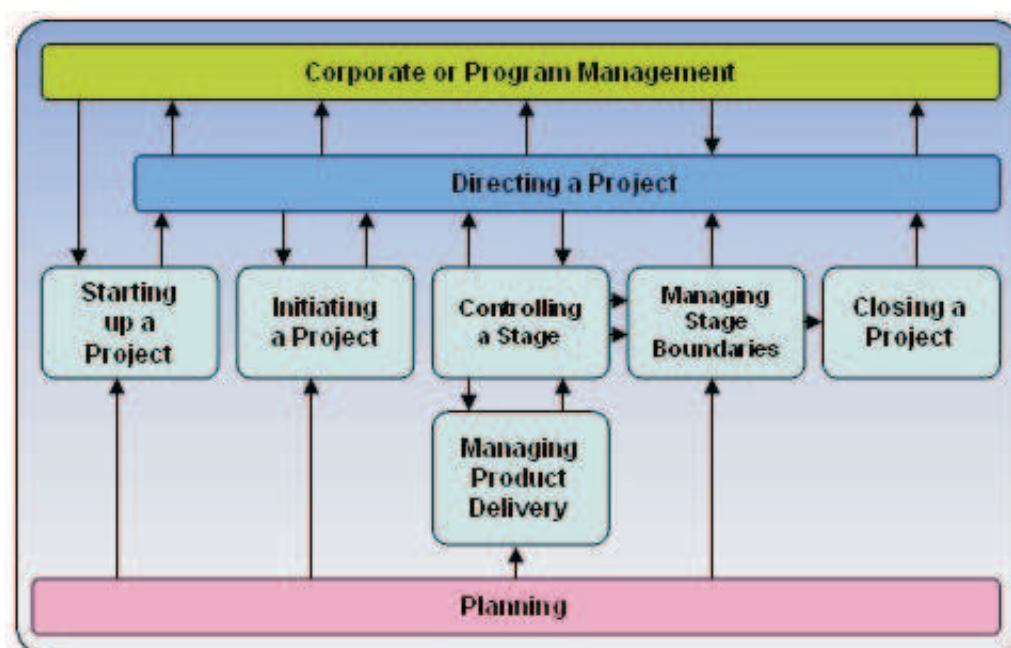 Corporate or Program Management
Directing a Project
Starting
up a
Project
Initiating
a Project
Controlling
a Stage
Managing
Stage
Boundaries
Closing a
Project
Managing
Product
Delivery
Planning